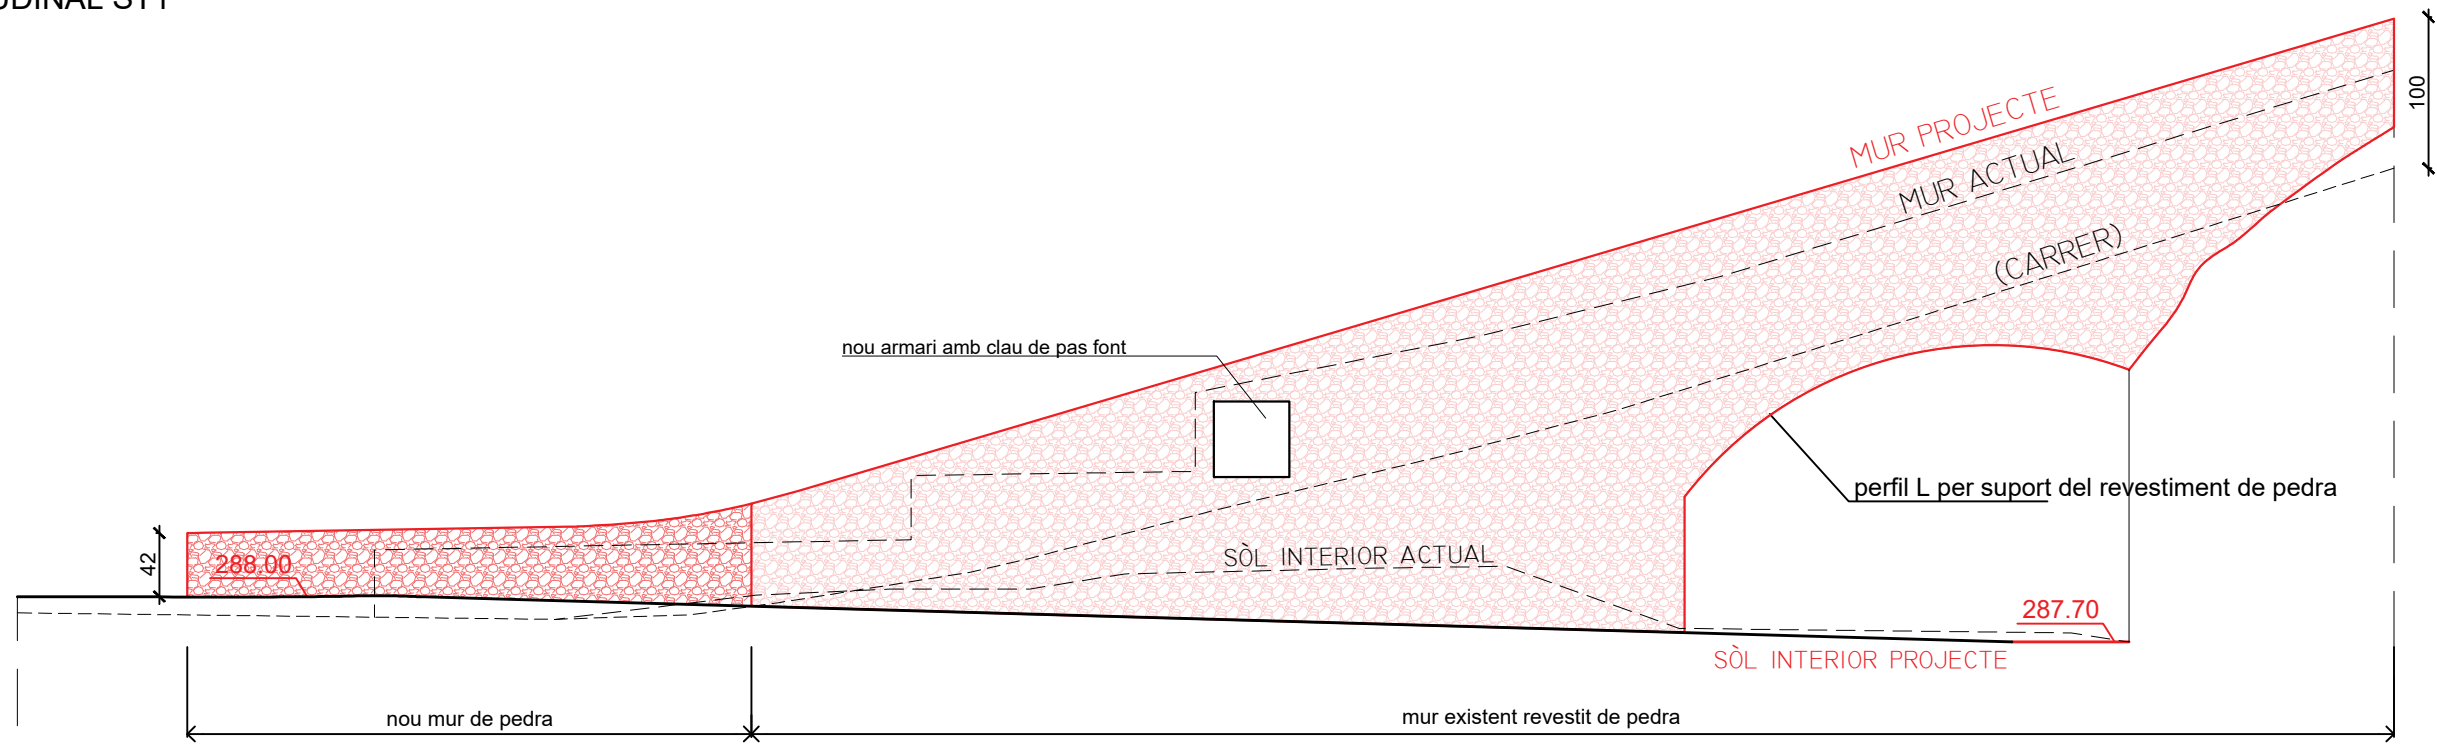 MUR PROJECTE
100
MUR ACTUAL
(CARRER)
nou armari amb clau de pas font
perfil L per suport del revestiment de pedra
42
288.00
SÒL INTERIOR ACTUAL
287.70
SÒL INTERIOR PROJECTE
nou mur de pedra
mur existent revestit de pedra